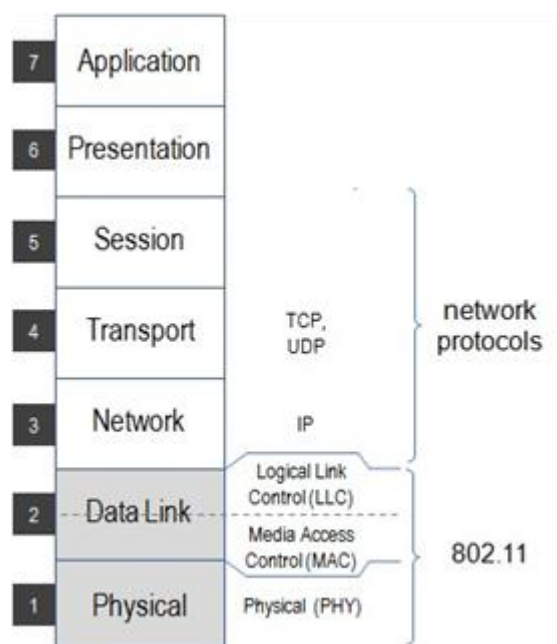 7 Application
6 Presentation
5 Session
4 Transport
TCP,
UDP
network
protocols
3 Network
IP
Logical Link
Control (LLC)
2 Data Link
Media Access
Control (MAC)
802.11
1 Physical
Physical (PHY)